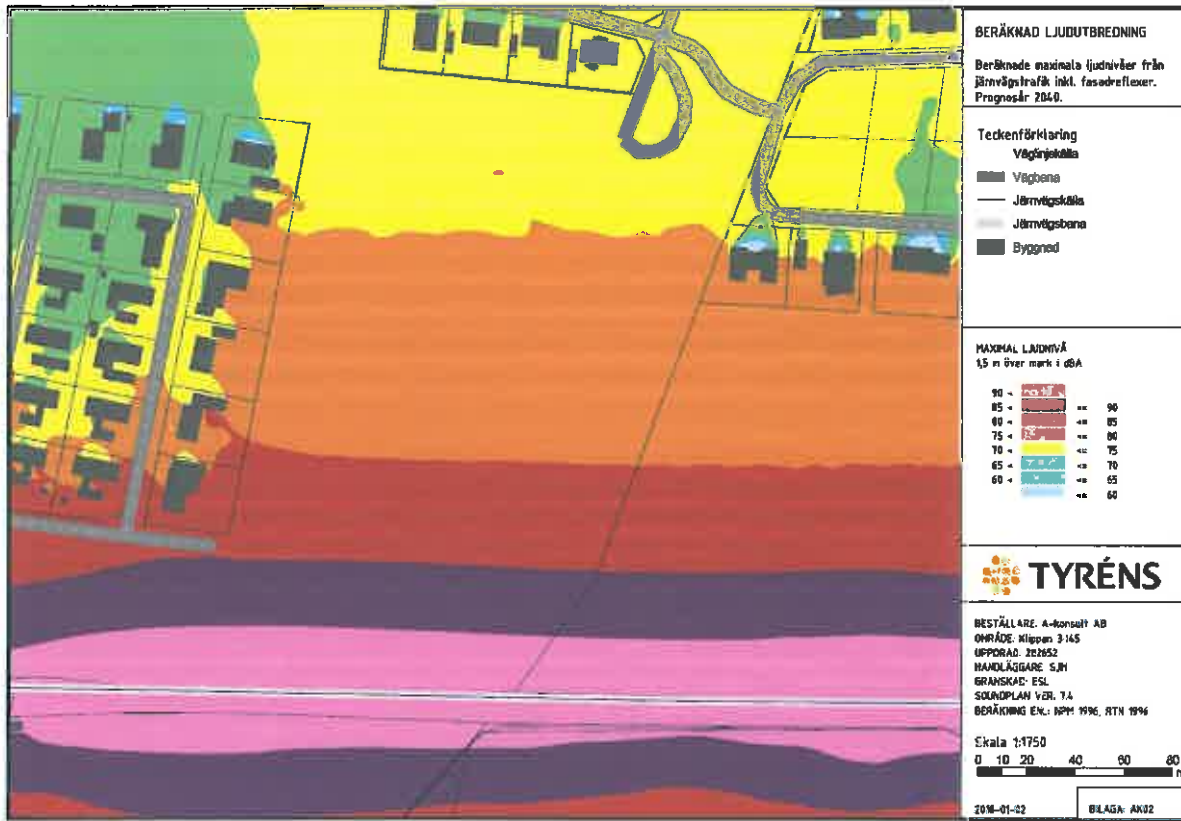 BERÄKNAD LJUDUTBREDNING
Beräknade maximala ljudnivåer från
järnvägstrafik inkl. fasadreflexer.
Prognosår 2040.
Teckenförklaring
Väglinjekälla
Vägbana
Järnvägskälla
Järnvägsbana
Byggnad
MAXIMAL LJUDNIVÅ
1,5 m över mark i dBA
90 <
85 < <= 90
80 < <= 85
75 < <= 80
70 < <= 75
65 < <= 70
60 < <= 65
<= 60
TYRÉNS
BESTÄLLARE: A-konsult AB
OMRÅDE: Klippan 3:145
UPPDRAG: 282652
HANDLÄGGARE: SJH
GRANSKAD: ESL
SOUNDPLAN VER. 7.4
BERÄKNING ENL: NPM 1996, RTN 1996
Skala 1:1750
0 10 20 40 60 80
m
BILAGA: AK02